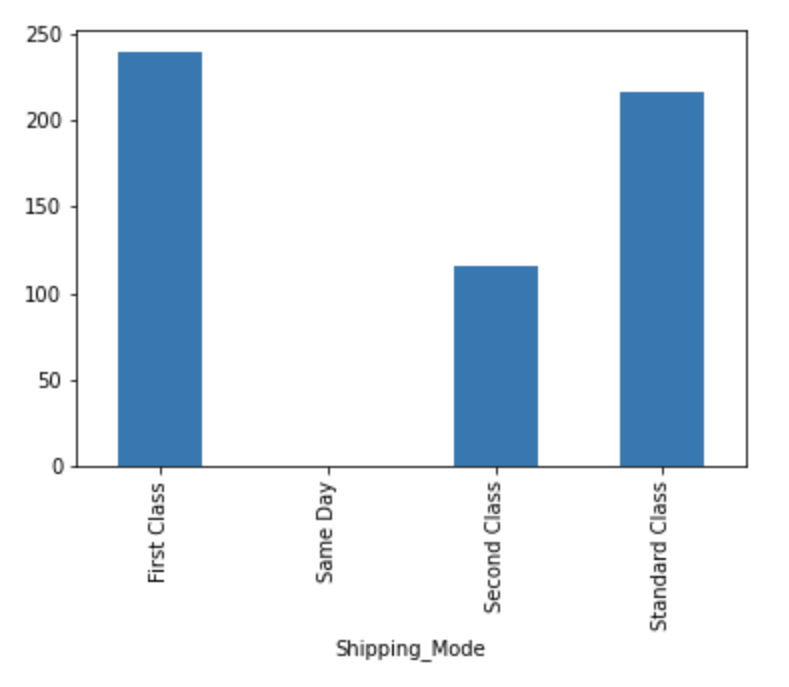 250
200
150
100
50
0
First Class
Same Day
Second Class
Standard Class
Shipping_Mode